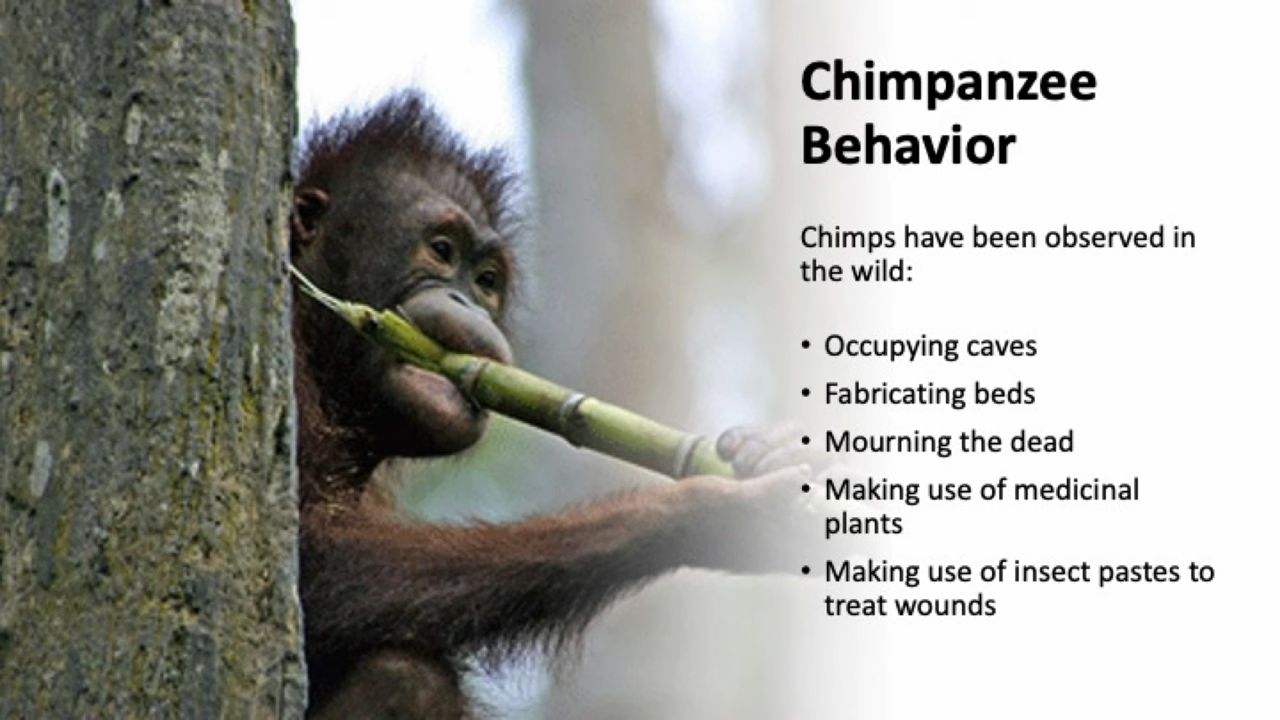 Chimpanzee
Behavior
Chimps have been observed in
the wild:
• Occupying caves
• Fabricating beds
• Mourning the dead
• Making use of medicinal
plants
• Making use of insect pastes to
treat wounds